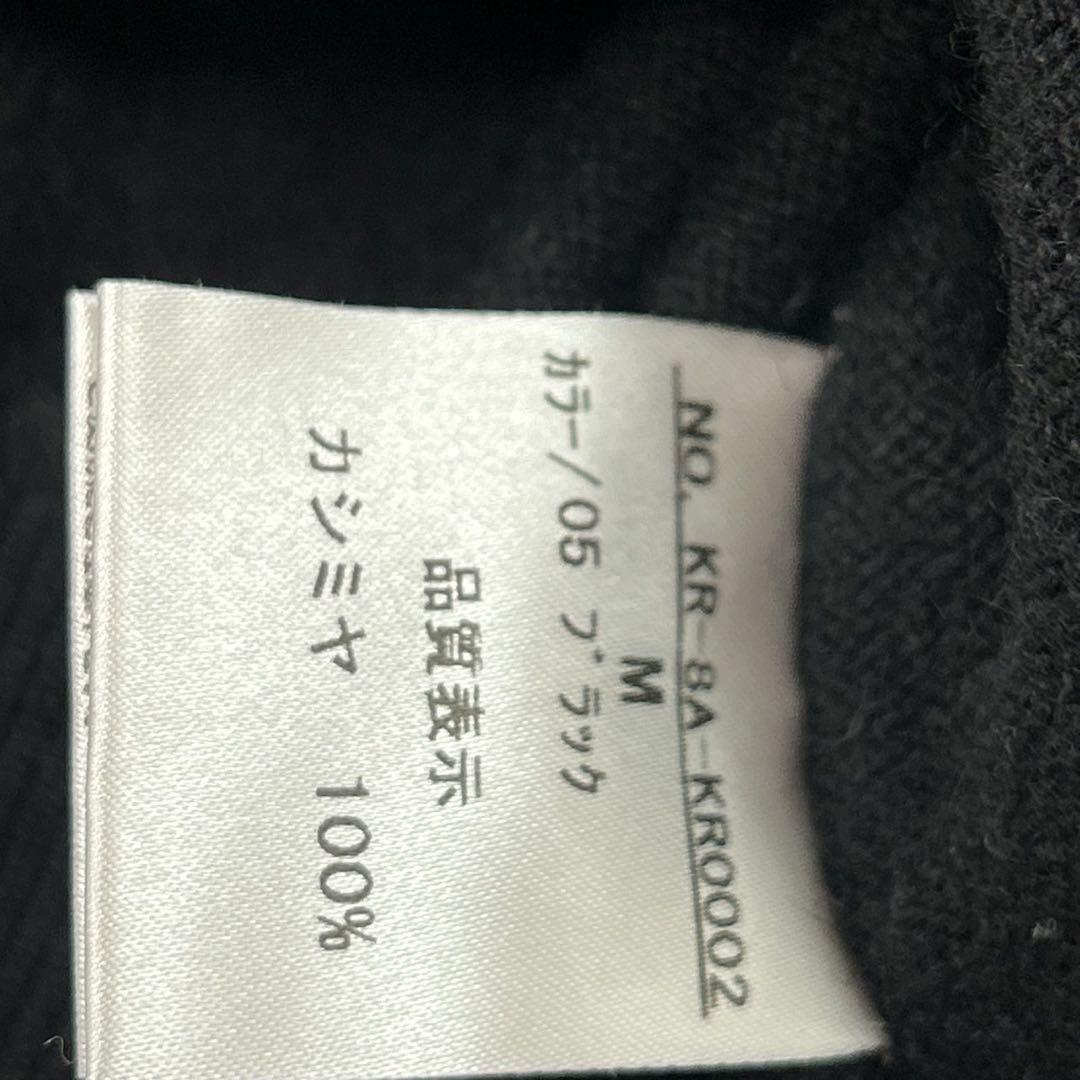 NO. KR-8A-KR0002
M
カラー/05 ブラック
品質表示
カシミヤ 100%